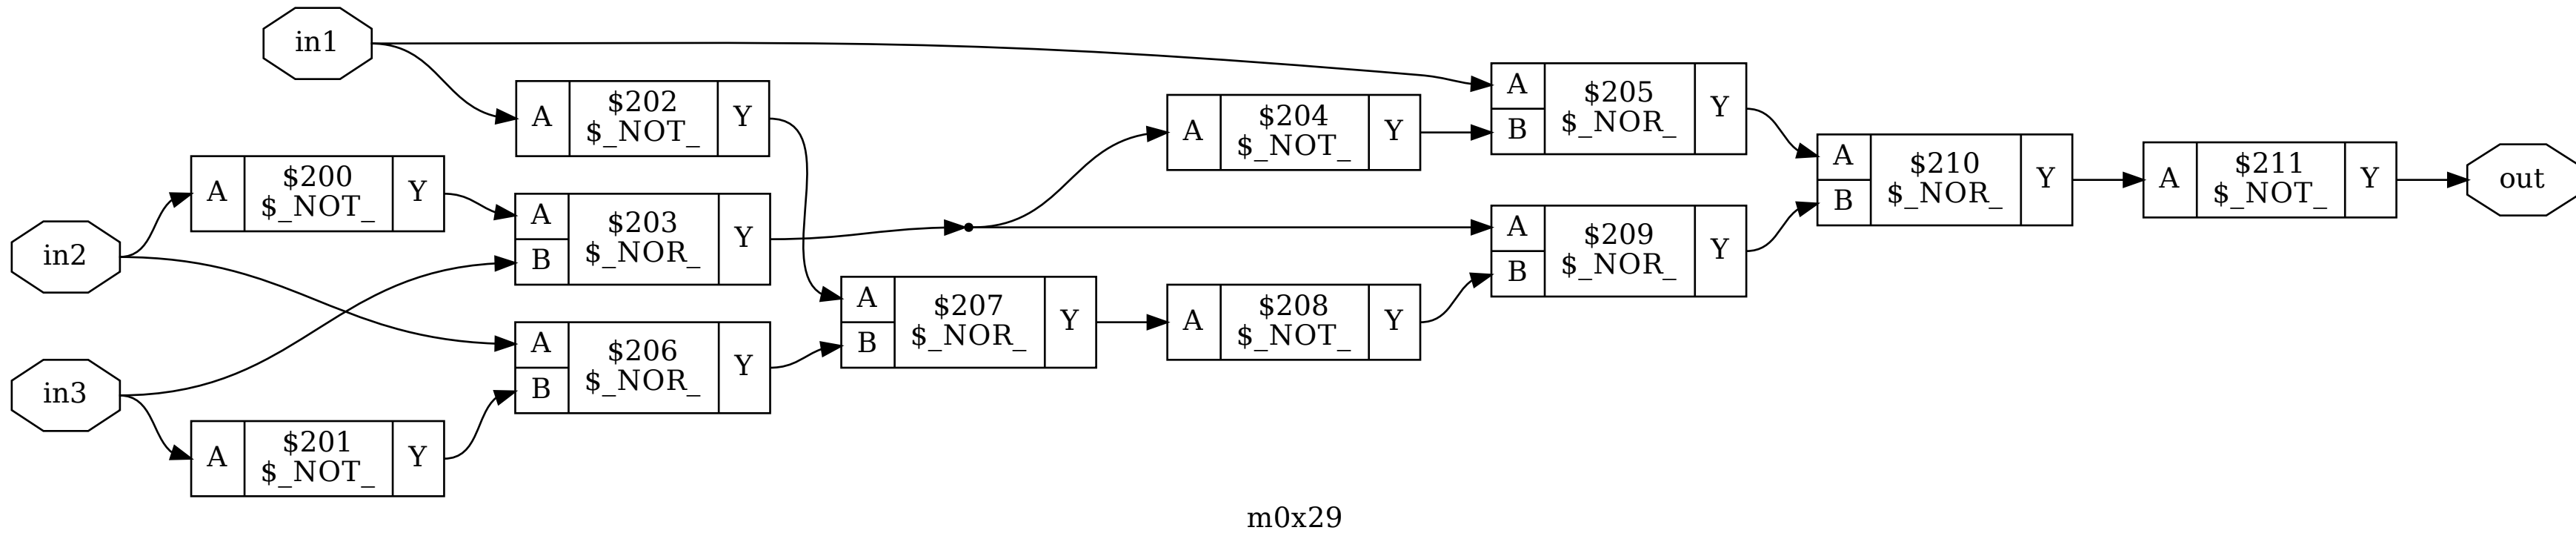 in1
in2
in3
A
$200
$_NOT_
Y
A
$201
$_NOT_
Y
A
$202
$_NOT_
Y
A
B
$203
$_NOR_
Y
A
B
$206
$_NOR_
Y
A
B
$207
$_NOR_
Y
A
$204
$_NOT_
Y
A
$208
$_NOT_
Y
A
B
$205
$_NOR_
Y
A
B
$209
$_NOR_
Y
A
B
$210
$_NOR_
Y
A
$211
$_NOT_
Y
out
m0x29